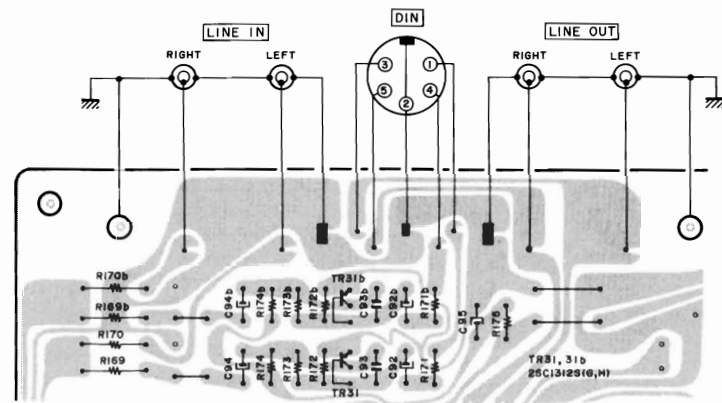 LINE IN
DIN
LINE OUT
RIGHT
LEFT
RIGHT
LEFT
3
1
5
4
2
R170b
R169b
R170
R169
C94b
R174b
R173b
R172b
TR31b
C93b
C92b
R171b
C95
R175
C94
R174
R173
R172
TR31
C93
C92
R171
TR31, 31b
2SC1312S(G,H)